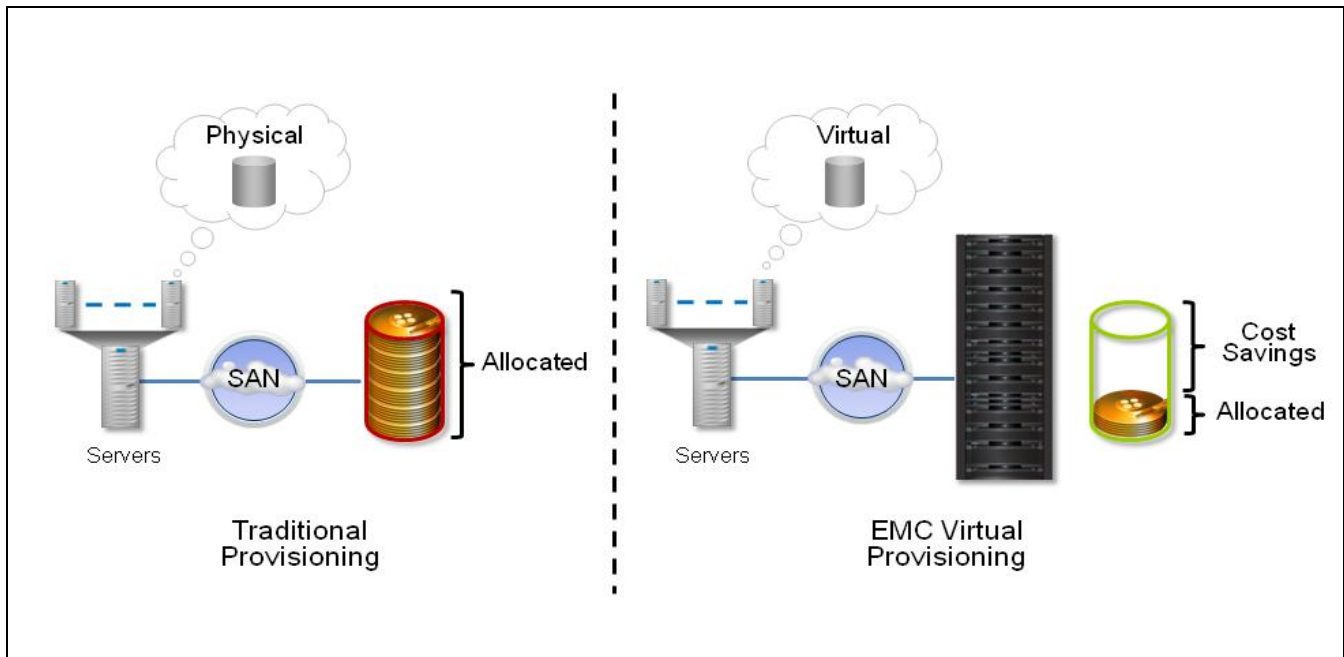 Physical
SAN
Allocated
Servers
Traditional
Provisioning
Virtual
SAN
Cost
Savings
Allocated
Servers
EMC Virtual
Provisioning